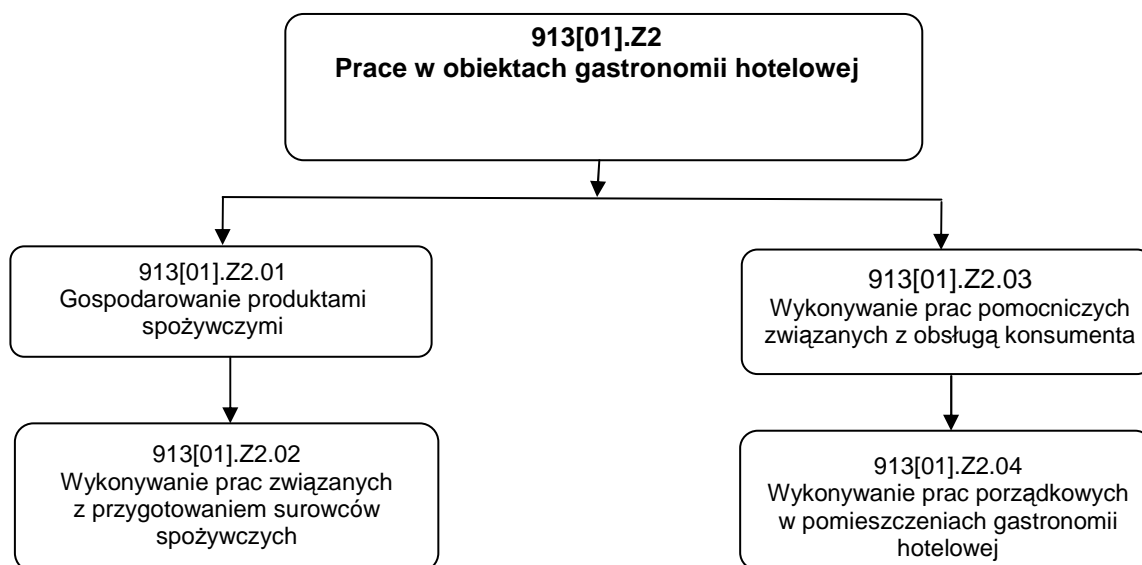 913[01].Z2
Prace w obiektach gastronomii hotelowej
913[01].Z2.01
Gospodarowanie produktami
spożywczymi
913[01].Z2.03
Wykonywanie prac pomocniczych
związanych z obsługą konsumenta
913[01].Z2.02
Wykonywanie prac związanych
z przygotowaniem surowców
spożywczych
913[01].Z2.04
Wykonywanie prac porządkowych
w pomieszczeniach gastronomii
hotelowej